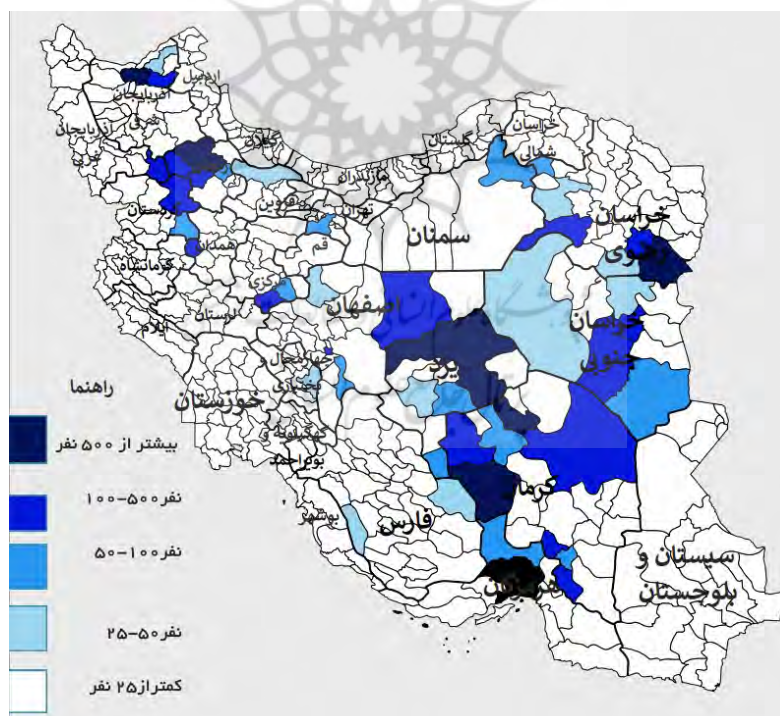 اردبیل
آذربایجان
شرقی
آذربایجان
غربی
گیلان
گلستان
خراسان
شمالی
مازندران
قزوین
تهران
سمنان
خراسان
رضوی
کردستان
همدان
قم
کرمانشاه
مرکزی
لرستان
ایلام
اصفهان
خراسان
جنوبی
یزد
چهارمحال و
بختیاری
خوزستان
کهگیلویه و
بویراحمد
کرمان
فارس
بوشهر
هرمزگان
سیستان و
بلوچستان
راهنما
بیشتر از ۵۰۰ نفر
نفر ۵۰۰-۱۰۰
نفر ۱۰۰-۵۰
نفر ۵۰-۲۵
کمتر از ۲۵ نفر